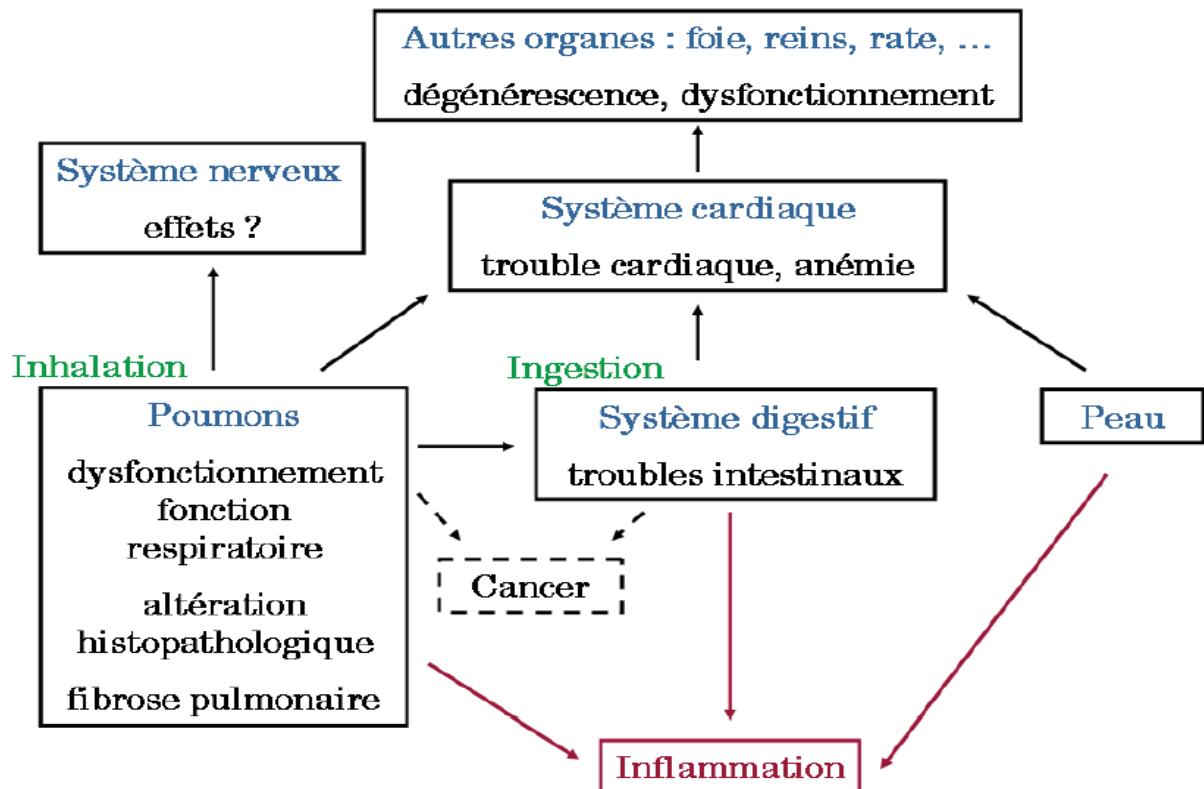 Autres organes : foie, reins, rate, ...
dégénérescence, dysfonctionnement
Système nerveux
effets ?
Système cardiaque
trouble cardiaque, anémie
Inhalation
Poumons
dysfonctionnement
fonction
respiratoire
altération
histopathologique
fibrose pulmonaire
Ingestion
Système digestif
troubles intestinaux
Peau
Cancer
Inflammation